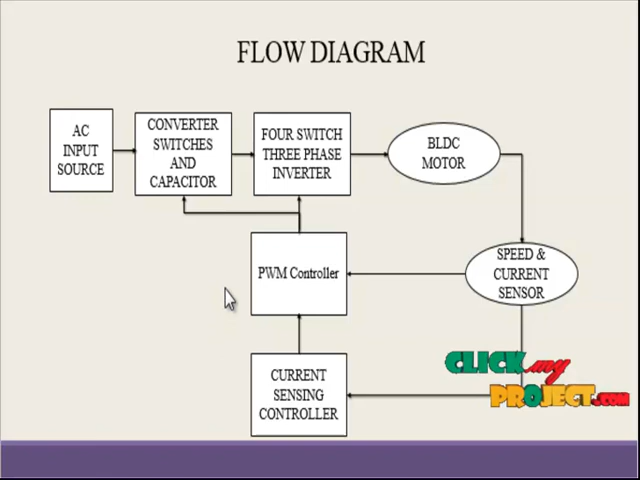 FLOW DIAGRAM
AC
INPUT
SOURCE
CONVERTER
SWITCHES
AND
CAPACITOR
FOUR SWITCH
THREE PHASE
INVERTER
BLDC
MOTOR
SPEED &
CURRENT
SENSOR
PWM Controller
CURRENT
SENSING
CONTROLLER
CLICK my
PROJECT.com